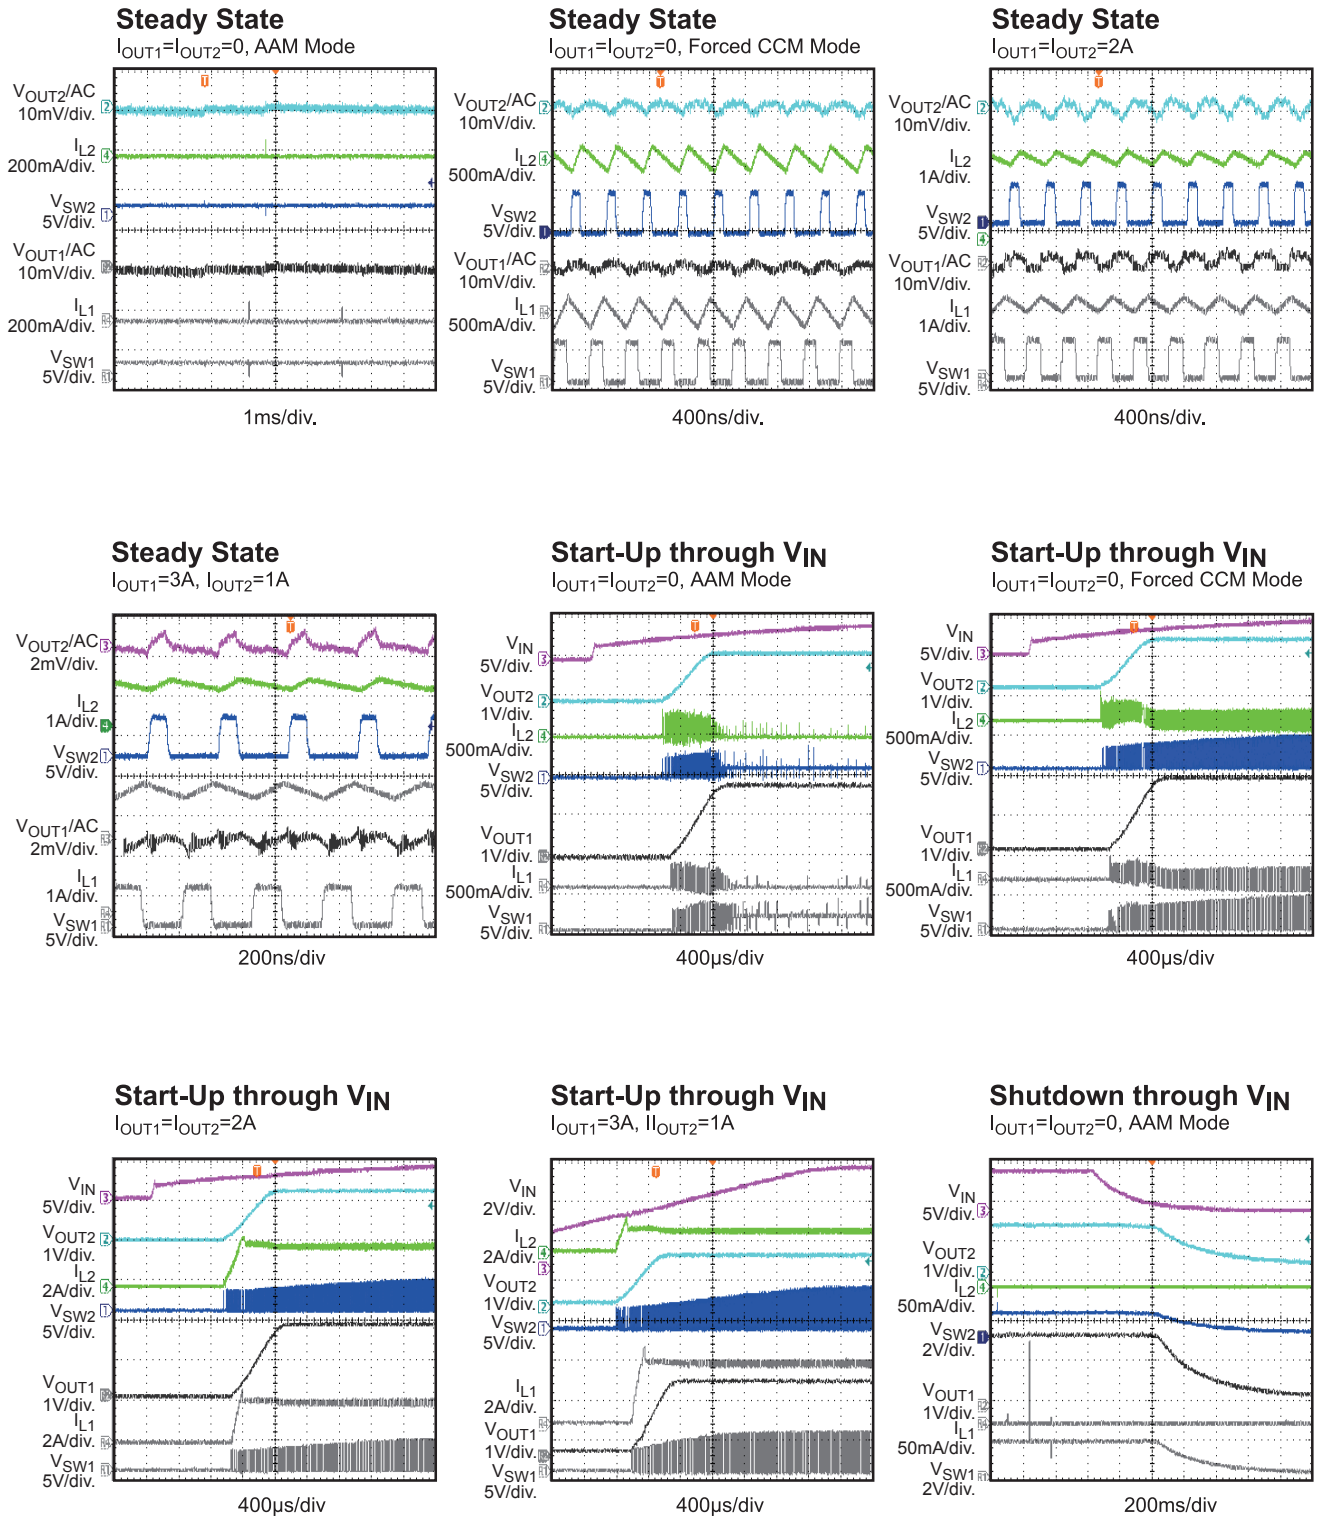 Steady State
IOUT1=IOUT2=0, AAM Mode
VOUT2/AC
10mV/div.
IL2
200mA/div.
VSW2
5V/div.
VOUT1/AC
10mV/div.
IL1
200mA/div.
VSW1
5V/div.
1ms/div.
Steady State
IOUT1=IOUT2=0, Forced CCM Mode
VOUT2/AC
10mV/div.
IL2
500mA/div.
VSW2
5V/div.
VOUT1/AC
10mV/div.
IL1
500mA/div.
VSW1
5V/div.
400ns/div.
Steady State
IOUT1=IOUT2=2A
VOUT2/AC
10mV/div.
IL2
1A/div.
VSW2
5V/div.
VOUT1/AC
10mV/div.
IL1
1A/div.
VSW1
5V/div.
400ns/div.
Steady State
IOUT1=3A, IOUT2=1A
VOUT2/AC
2mV/div.
IL2
1A/div.
VSW2
5V/div.
VOUT1/AC
2mV/div.
IL1
1A/div.
VSW1
5V/div.
200ns/div
Start-Up through VIN
IOUT1=IOUT2=0, AAM Mode
VIN
5V/div.
VOUT2
1V/div.
IL2
500mA/div.
VSW2
5V/div.
VOUT1
1V/div.
IL1
500mA/div.
VSW1
5V/div.
400µs/div
Start-Up through VIN
IOUT1=IOUT2=0, Forced CCM Mode
VIN
5V/div.
VOUT2
1V/div.
IL2
500mA/div.
VSW2
5V/div.
VOUT1
1V/div.
IL1
500mA/div.
VSW1
5V/div.
400µs/div
Start-Up through VIN
IOUT1=IOUT2=2A
VIN
5V/div.
VOUT2
1V/div.
IL2
2A/div.
VSW2
5V/div.
VOUT1
1V/div.
IL1
2A/div.
VSW1
5V/div.
400µs/div
Start-Up through VIN
IOUT1=3A, IIOUT2=1A
VIN
2V/div.
IL2
2A/div.
VOUT2
1V/div.
VSW2
5V/div.
IL1
2A/div.
VOUT1
1V/div.
VSW1
5V/div.
400µs/div
Shutdown through VIN
IOUT1=IOUT2=0, AAM Mode
VIN
5V/div.
VOUT2
1V/div.
IL2
50mA/div.
VSW2
2V/div.
VOUT1
1V/div.
IL1
50mA/div.
VSW1
2V/div.
200ms/div